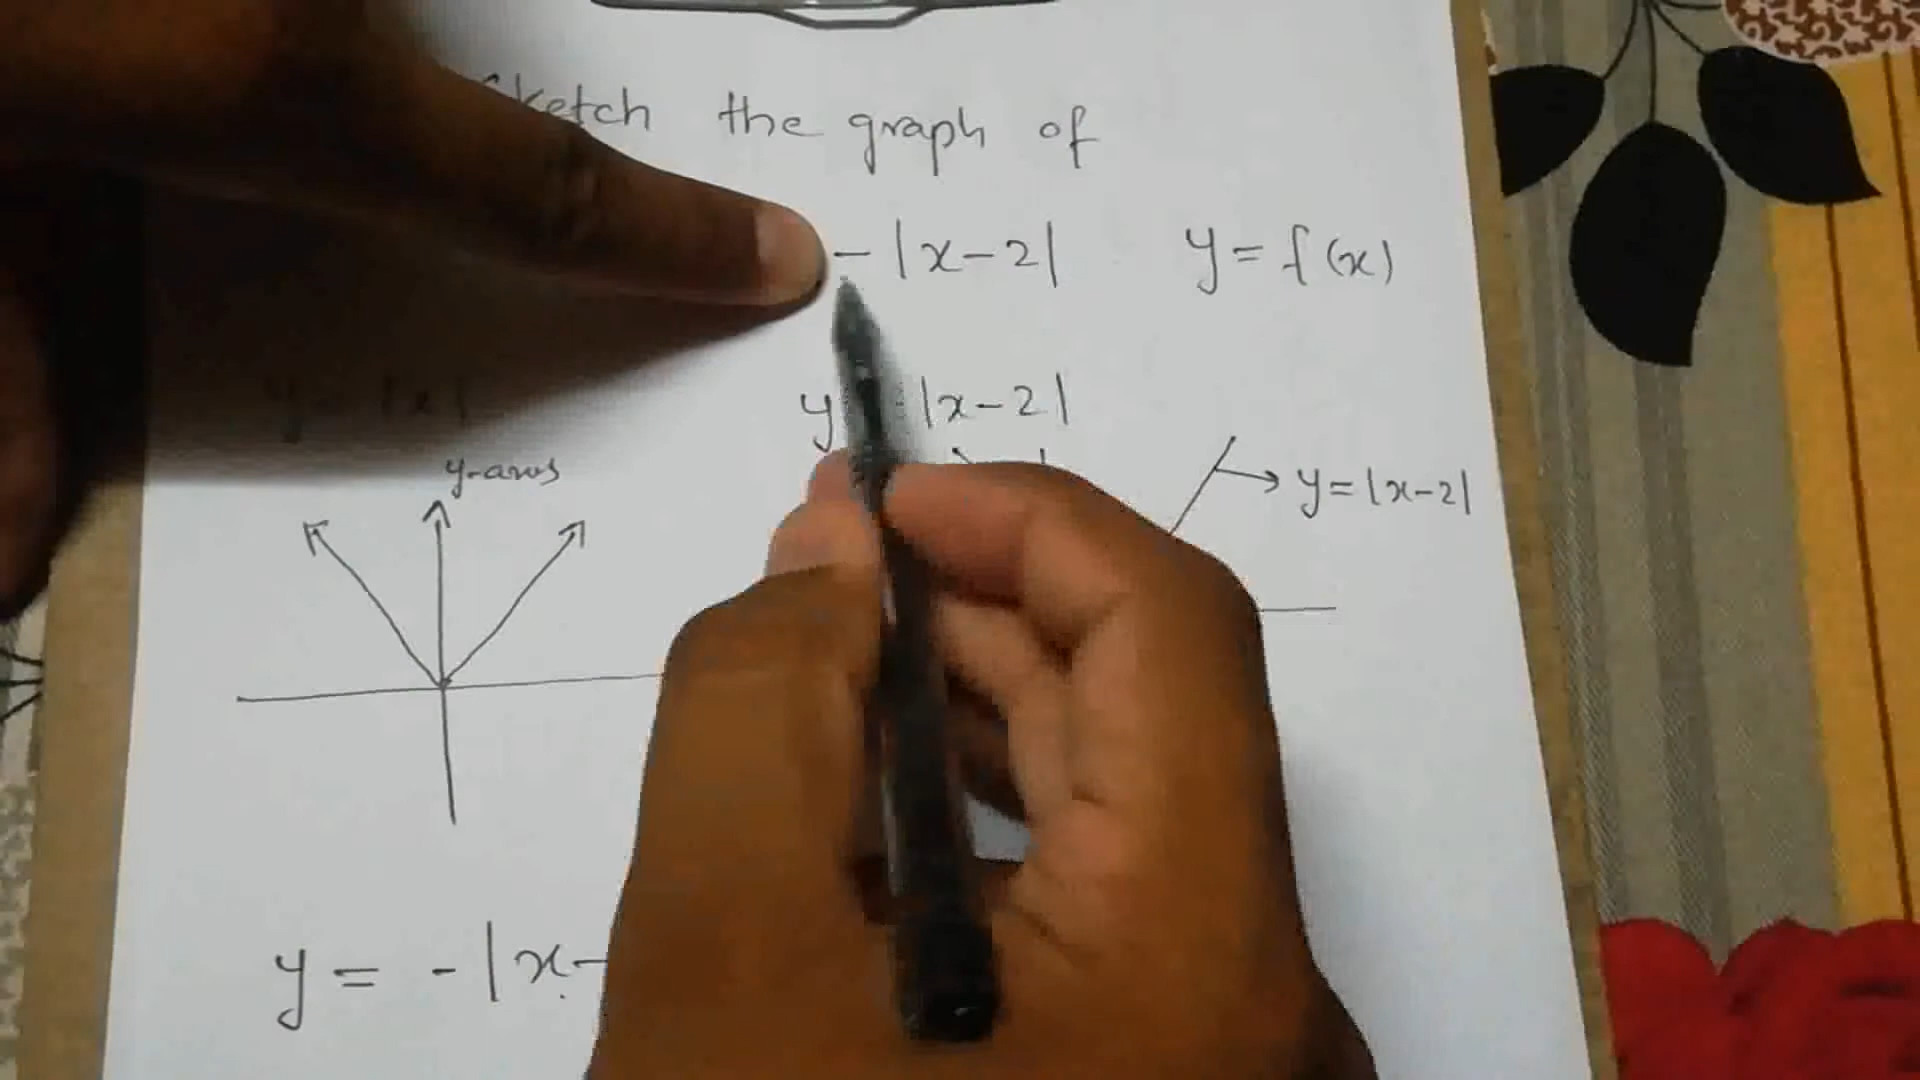 Sketch the graph of
-|x-2| y = f(x)
y = |x|
y |x-2|
y-axis
y = |x-2|
y = -|x-